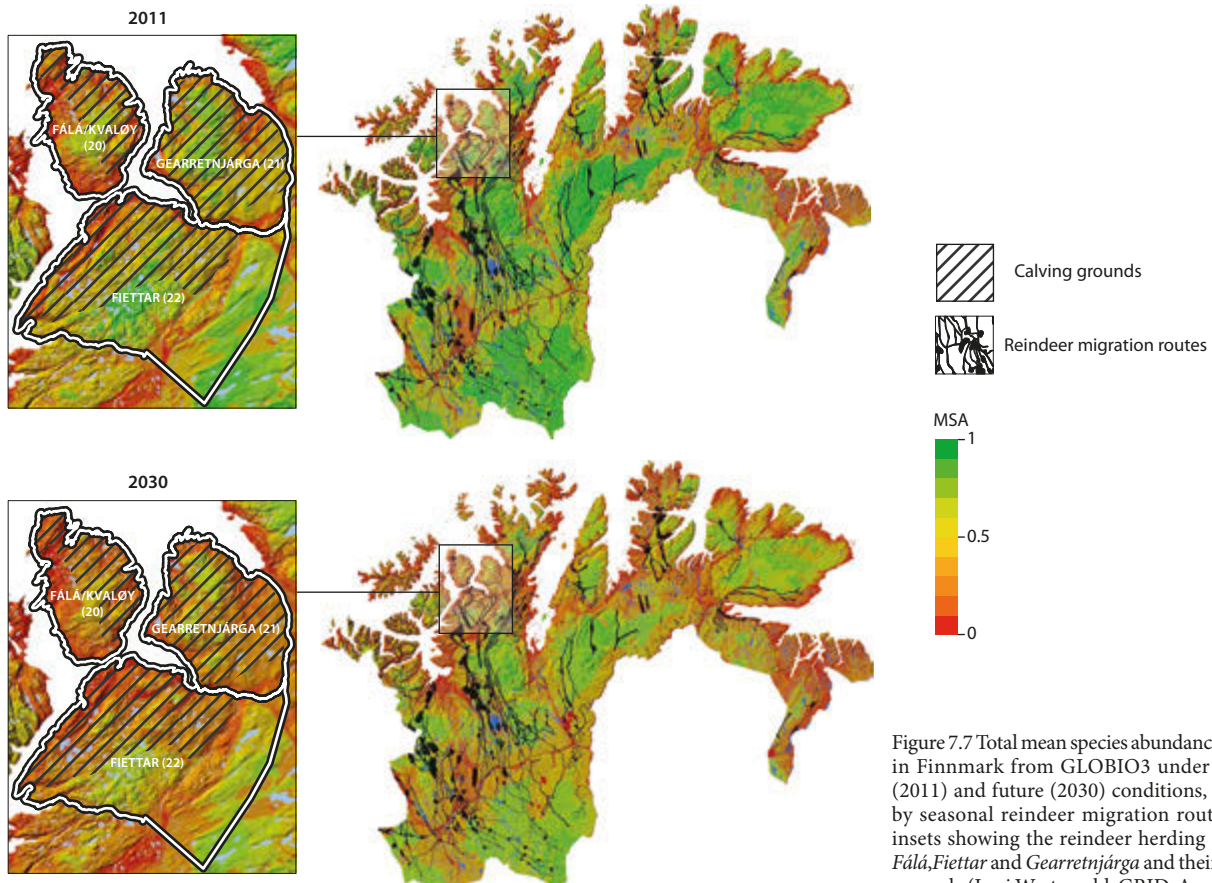 2011
FÁLÁ/KVALØY
(20)
GEARRETNJÁRGA (21)
FIETTAR (22)
Calving grounds
Reindeer migration routes
MSA
1
0.5
0
2030
FÁLÁ/KVALØY
(20)
GEARRETNJÁRGA (21)
FIETTAR (22)
Figure 7.7 Total mean species abundanc
in Finnmark from GLOBIO3 under
(2011) and future (2030) conditions,
by seasonal reindeer migration rout
insets showing the reindeer herding
Fálá,Fiettar and Gearretnjárga and their